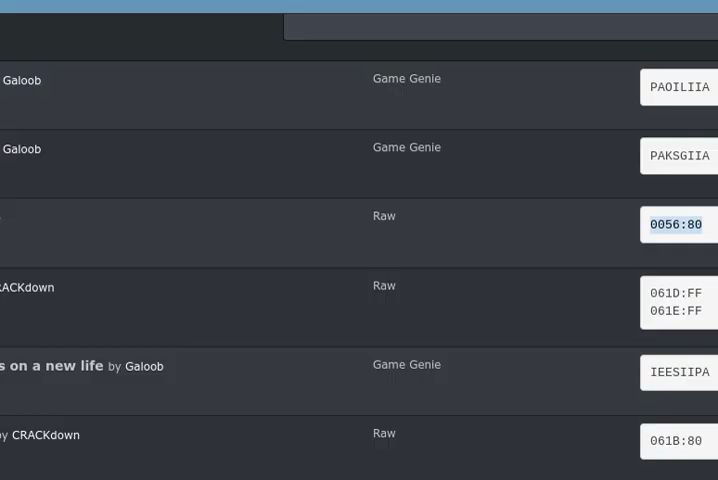 Galoob Game Genie PAOILIIA
Galoob Game Genie PAKSGIIA
Raw 0056:80
RACKdown Raw 061D:FF
061E:FF
s on a new life by Galoob Game Genie IEESIIPA
by CRACKdown Raw 061B:80